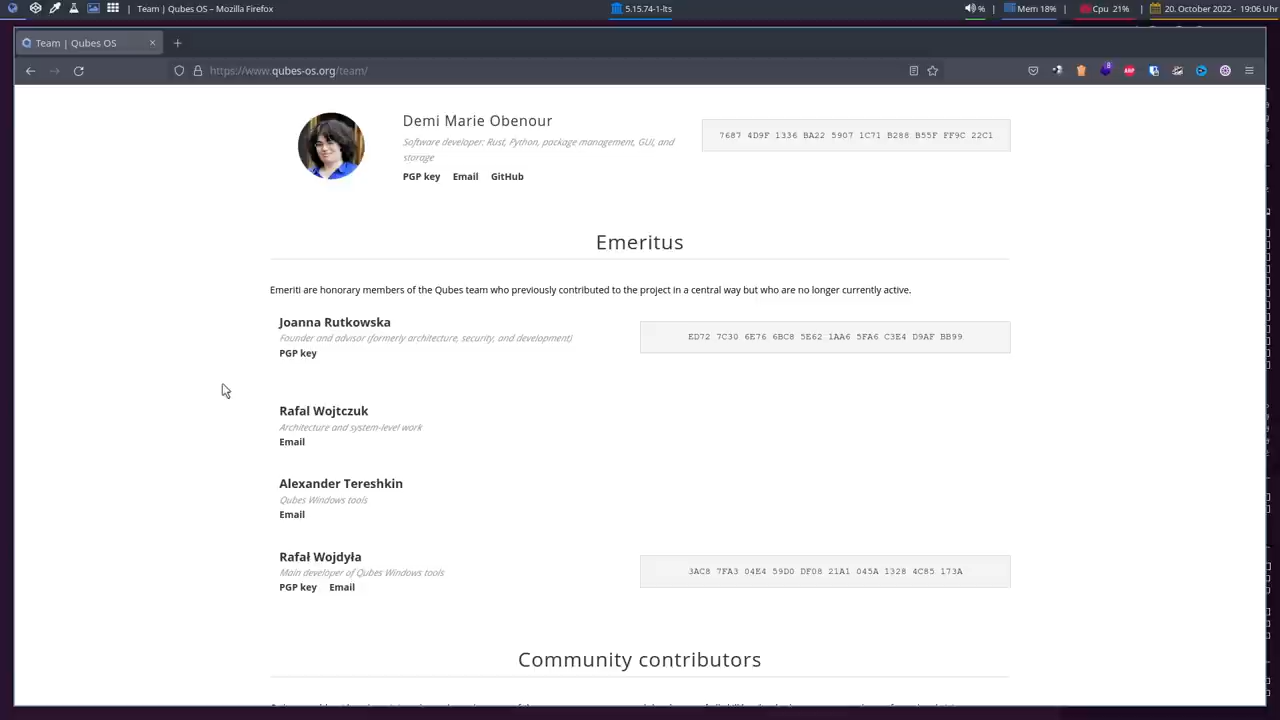 Team | Qubes OS – Mozilla Firefox
5.15.74-1-lts
%
Mem 18%
Cpu 21%
20. October 2022 - 19:06 Uhr
Team | Qubes OS
https://www.qubes-os.org/team/
ABP
Demi Marie Obenour
Software developer: Rust, Python, package management, GUI, and
storage
PGP key Email GitHub
7687 4D9F 1336 BA22 5907 1C71 B288 B55F FF9C 22C1
Emeritus
Emeriti are honorary members of the Qubes team who previously contributed to the project in a central way but who are no longer currently active.
Joanna Rutkowska
Founder and advisor (formerly architecture, security, and development)
PGP key
ED72 7C30 6E76 6BC8 5E62 1AA6 5FA6 C3E4 D9AF BB99
Rafal Wojtczuk
Architecture and system-level work
Email
Alexander Tereshkin
Qubes Windows tools
Email
Rafał Wojdyła
Main developer of Qubes Windows tools
PGP key Email
3AC8 7FA3 04E4 59D0 DF08 21A1 045A 1328 4C85 173A
Community contributors